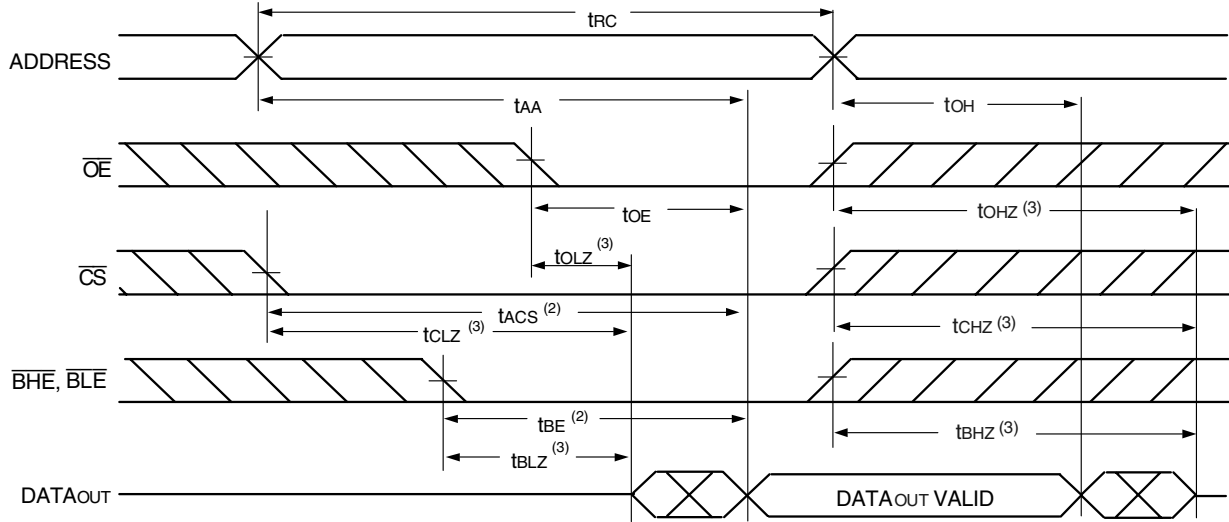 tRC
ADDRESS
tAA
tOH
OE
tOE
tOHZ (3)
tOLZ (3)
CS
tACS (2)
tCLZ (3)
tCHZ (3)
BHE, BLE
tBE (2)
tBHZ (3)
tBLZ (3)
DATAOUT
DATAOUT VALID